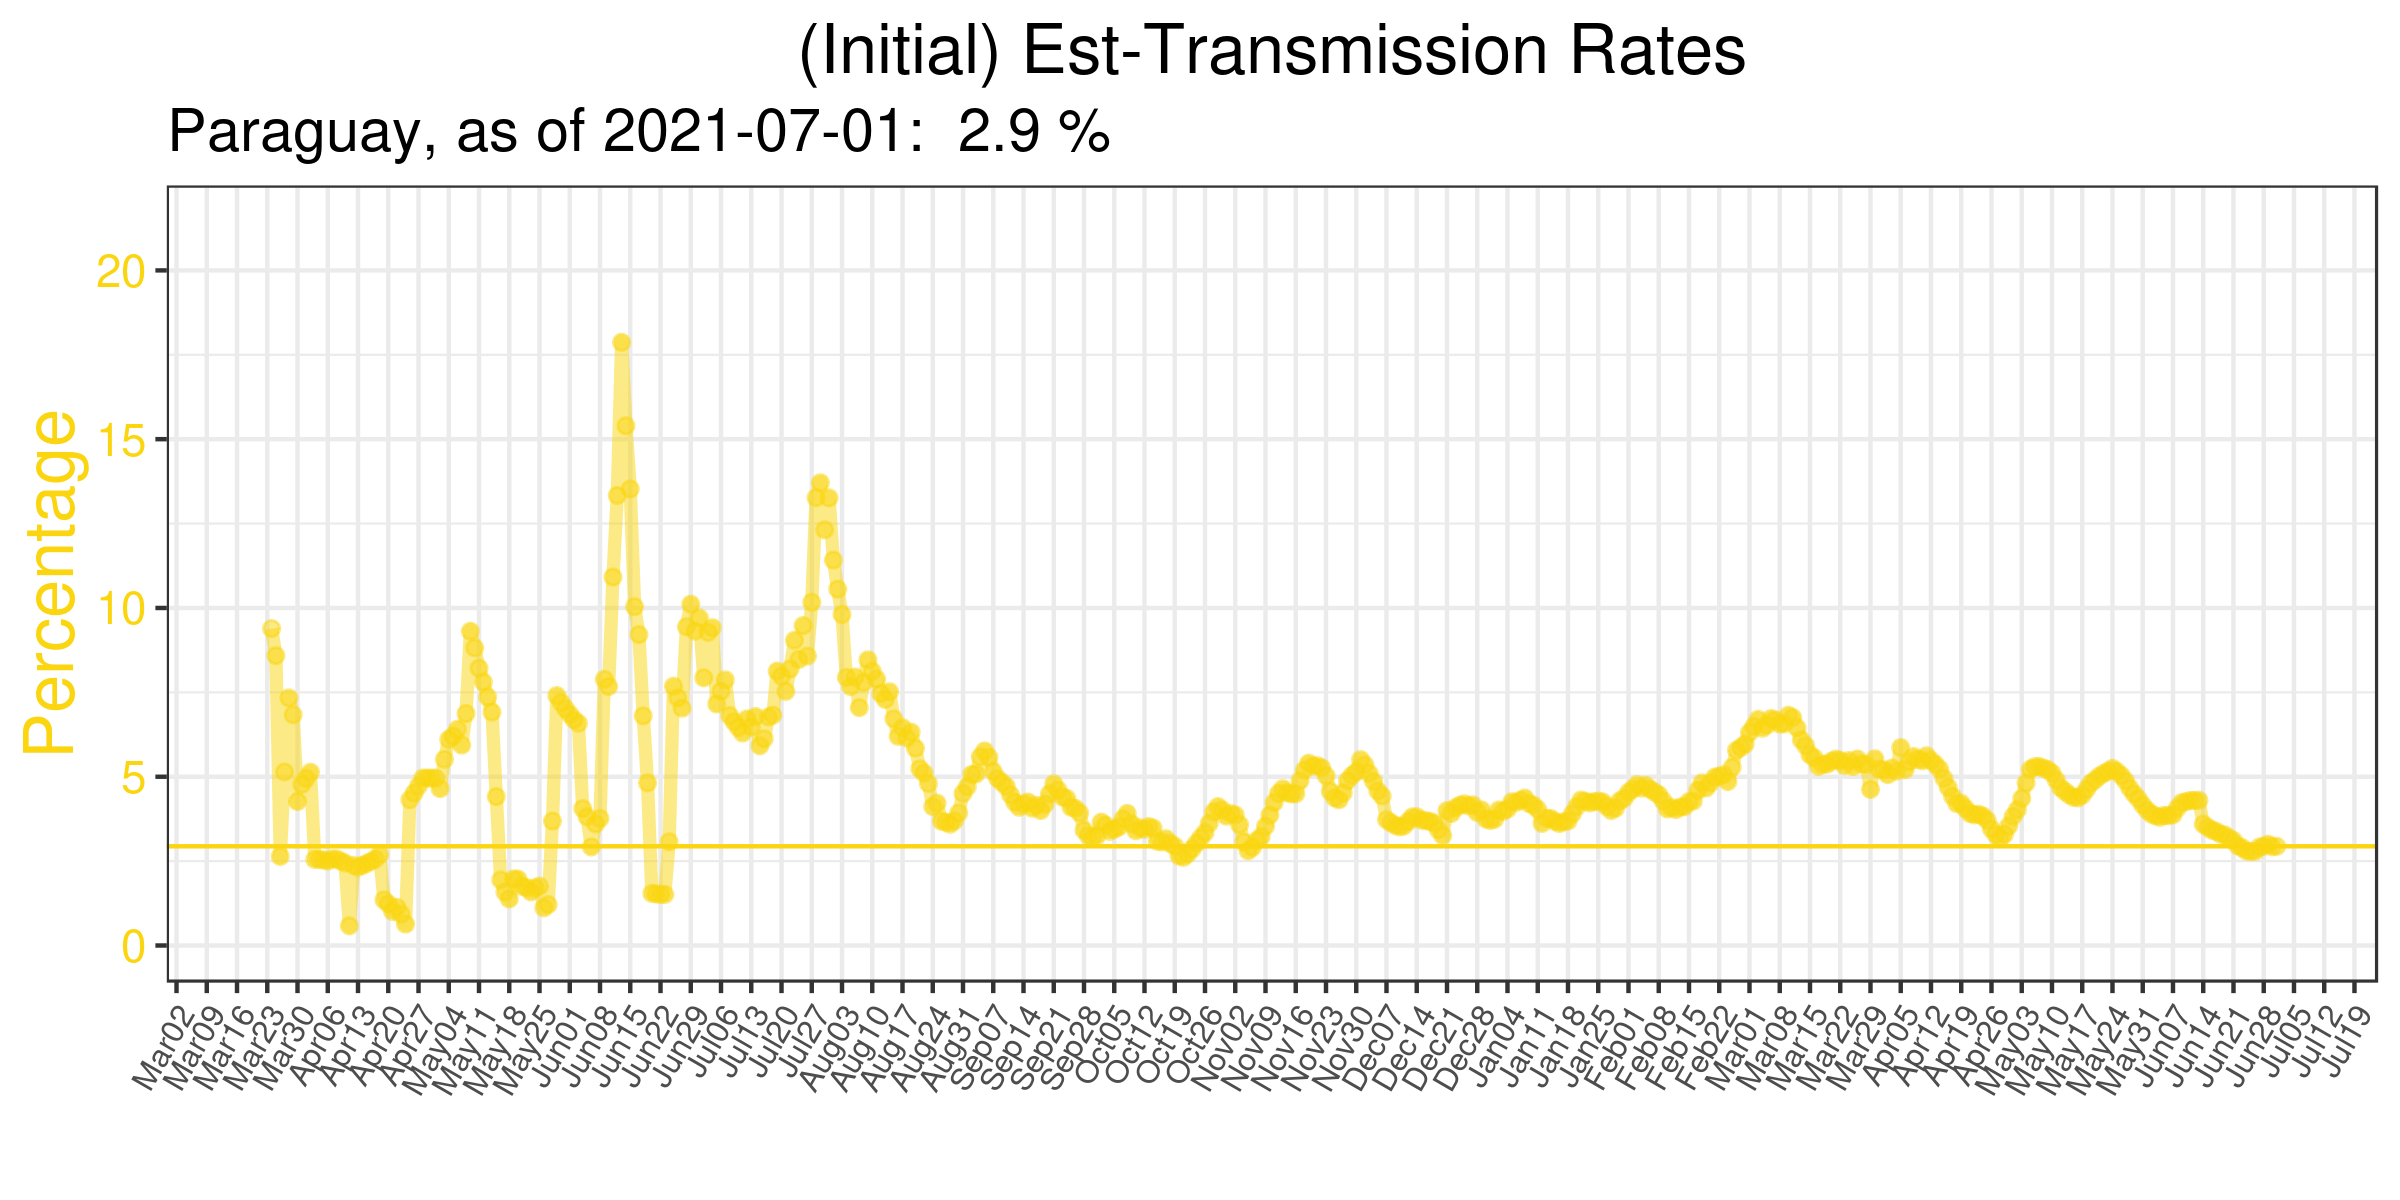 (Initial) Est-Transmission Rates
Paraguay, as of 2021-07-01:  2.9 %
Percentage
20
15
10
5
0
Mar02
Mar09
Mar16
Mar23
Mar30
Apr06
Apr13
Apr20
Apr27
May04
May11
May18
May25
Jun01
Jun08
Jun15
Jun22
Jun29
Jul06
Jul13
Jul20
Jul27
Aug03
Aug10
Aug17
Aug24
Aug31
Sep07
Sep14
Sep21
Sep28
Oct05
Oct12
Oct19
Oct26
Nov02
Nov09
Nov16
Nov23
Nov30
Dec07
Dec14
Dec21
Dec28
Jan04
Jan11
Jan18
Jan25
Feb01
Feb08
Feb15
Feb22
Mar01
Mar08
Mar15
Mar22
Mar29
Apr05
Apr12
Apr19
Apr26
May03
May10
May17
May24
May31
Jun07
Jun14
Jun21
Jun28
Jul05
Jul12
Jul19